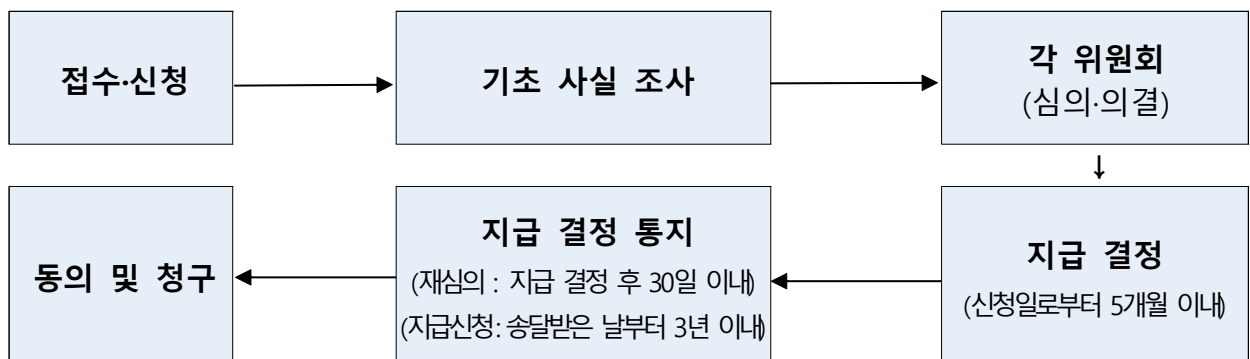 접수·신청
기초 사실 조사
각 위원회
(심의·의결)
↓
지급 결정
(신청일로부터 5개월 이내)
지급 결정 통지
(재심의 : 지급 결정 후 30일 이내)
(지급신청: 송달받은 날부터 3년 이내)
동의 및 청구